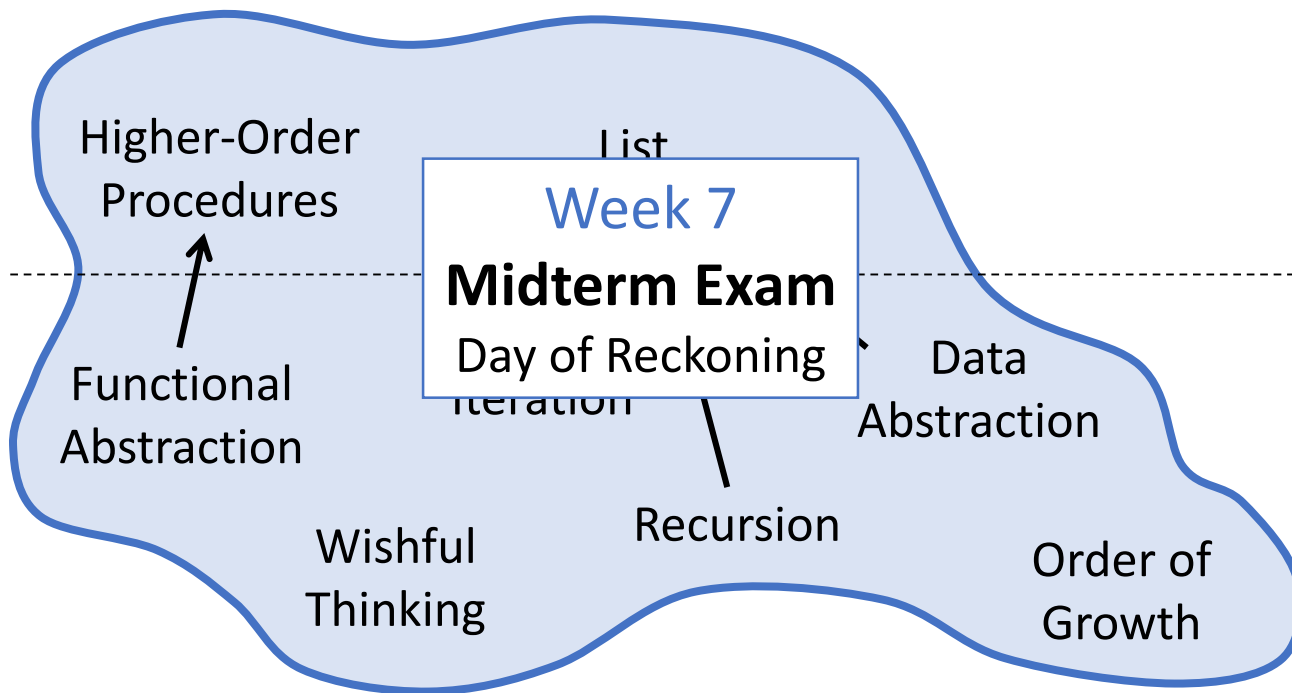 Higher-Order
Procedures
List
Week 7
Midterm Exam
Day of Reckoning
Functional
Abstraction
Iteration
Data
Abstraction
Wishful
Thinking
Recursion
Order of
Growth